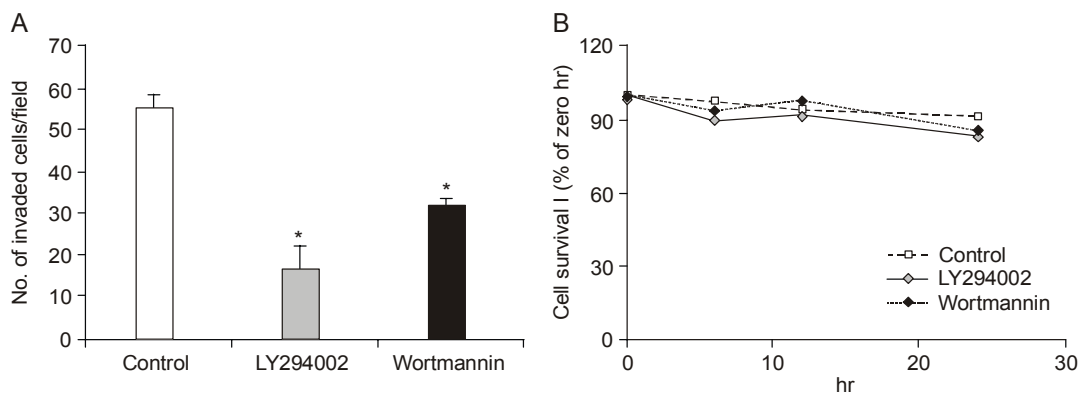 A
No. of invaded cells/field
70
60
50
40
30
20
10
0
*
*
Control LY294002 Wortmannin
B
Cell survival I (% of zero hr)
120
90
60
30
0
Control
LY294002
Wortmannin
0 10 20 30
hr